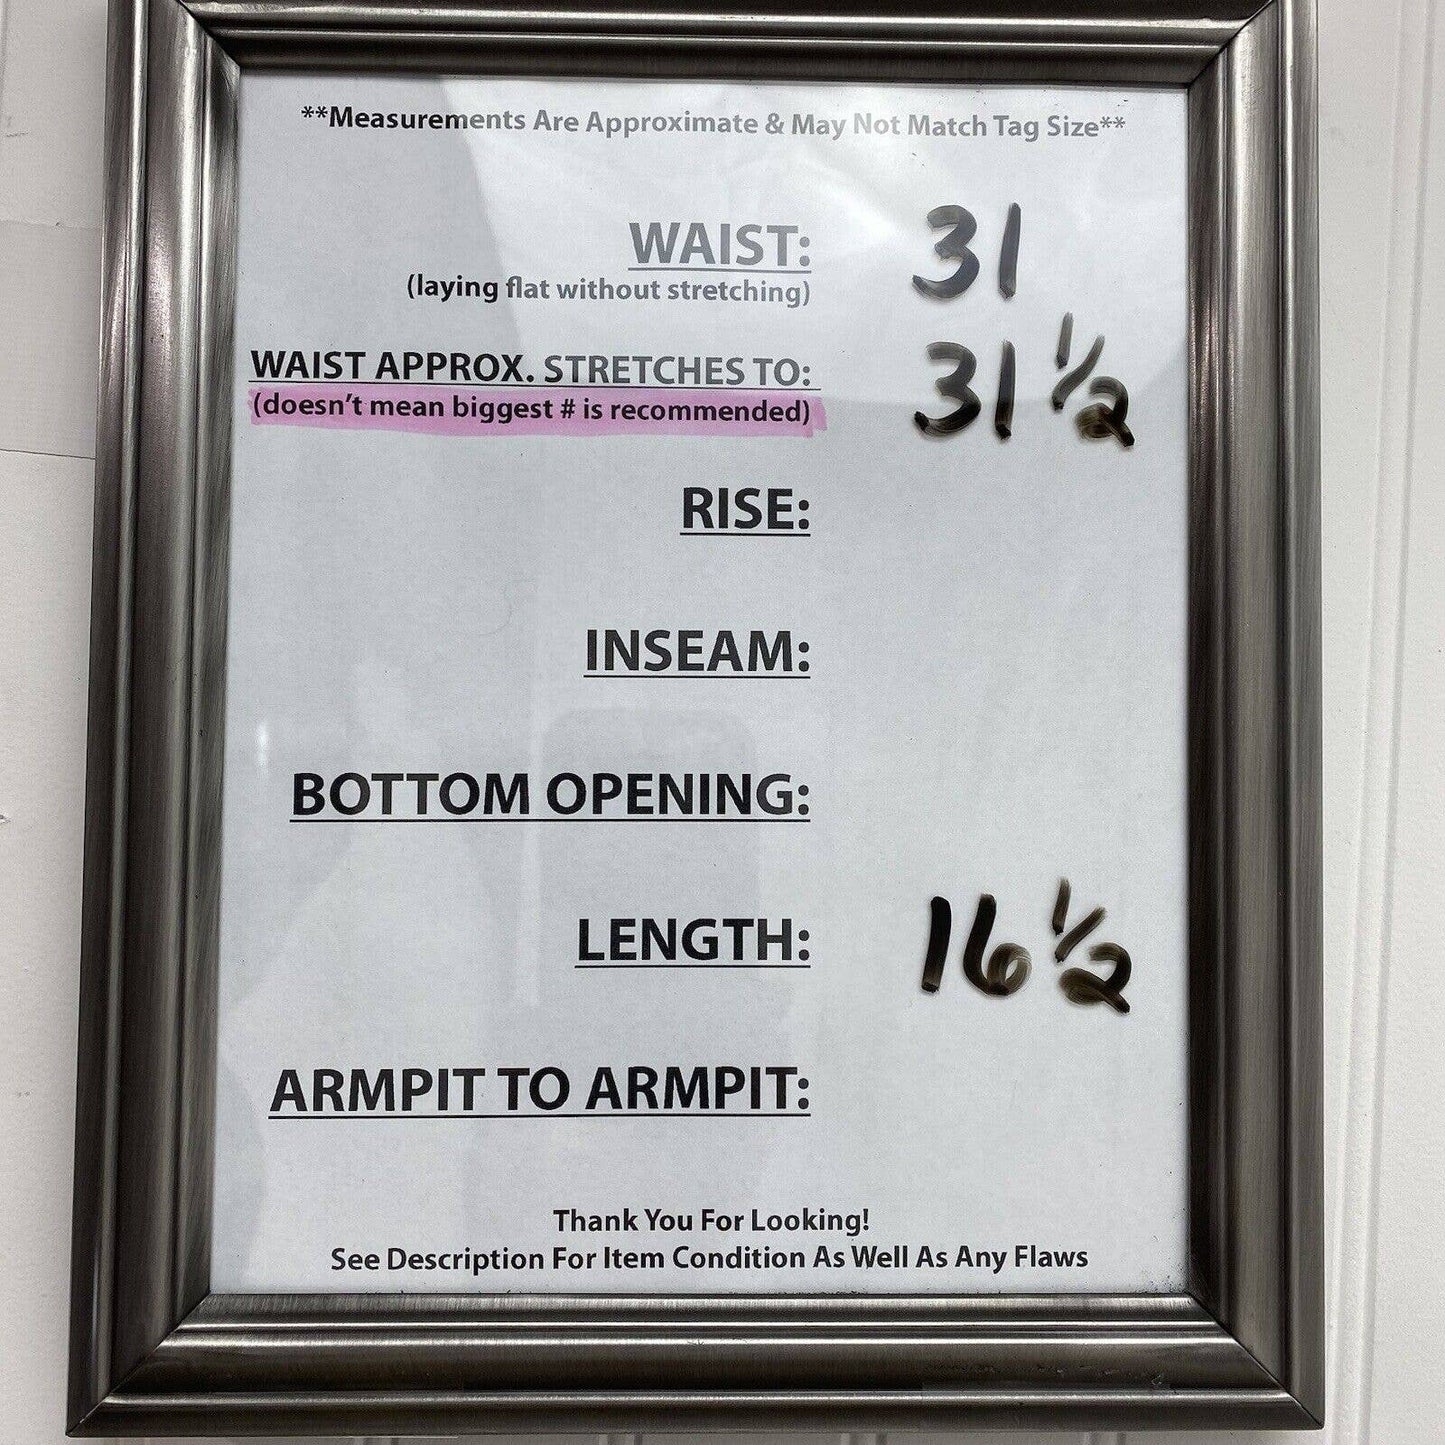 **Measurements Are Approximate & May Not Match Tag Size**
WAIST: 31
(laying flat without stretching)
WAIST APPROX. STRETCHES TO: 31 1/2
(doesn't mean biggest # is recommended)
RISE:
INSEAM:
BOTTOM OPENING:
LENGTH: 16 1/2
ARMPIT TO ARMPIT:
Thank You For Looking!
See Description For Item Condition As Well As Any Flaws